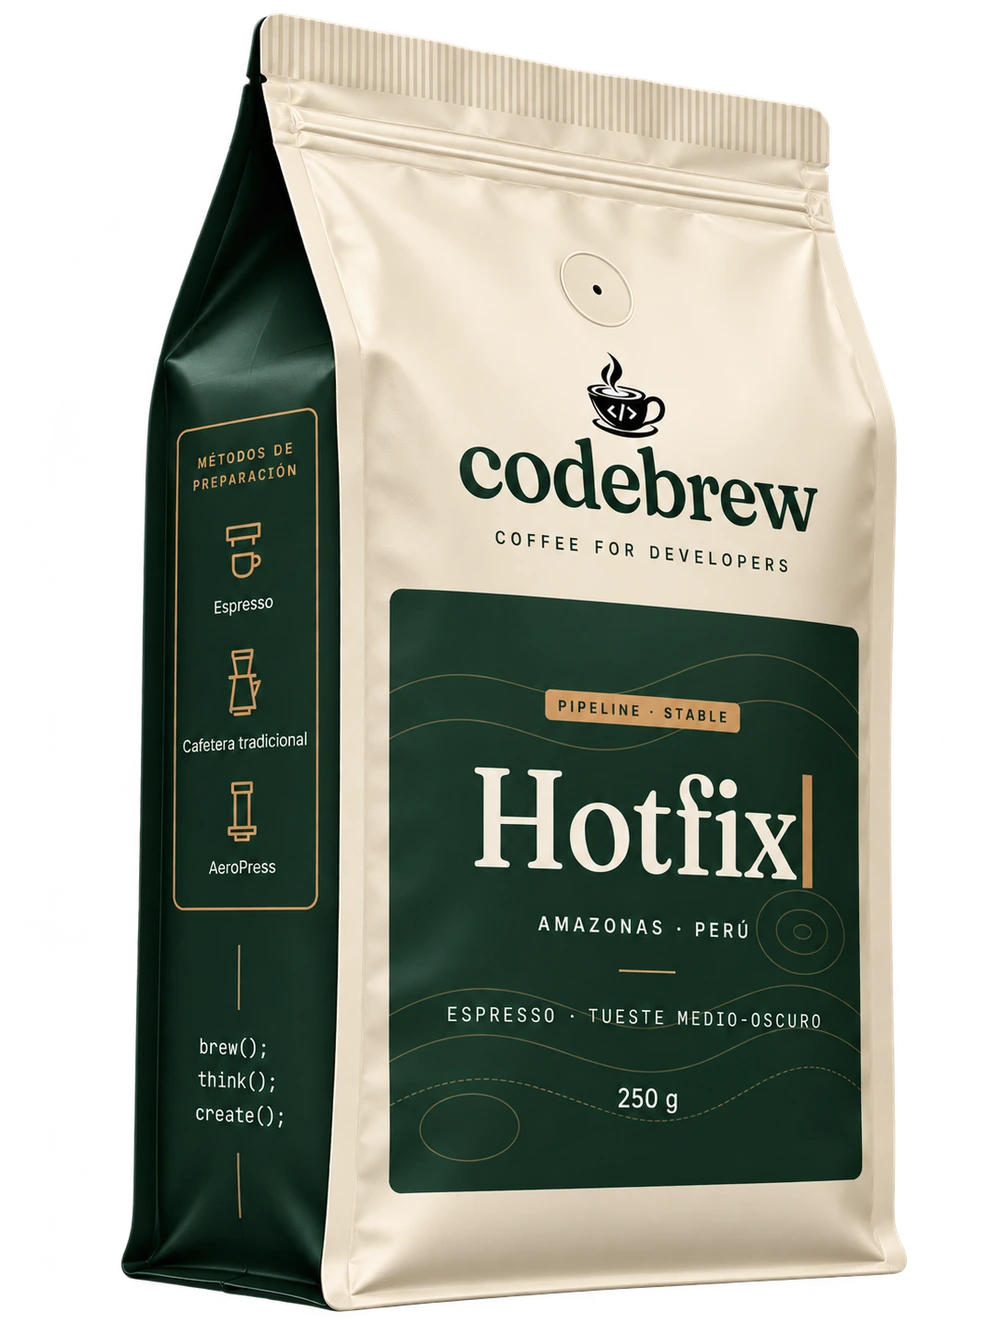 MÉTODOS DE
PREPARACIÓN
Espresso
Cafetera tradicional
AeroPress
brew();
think();
create();
</>
codebrew
COFFEE FOR DEVELOPERS
PIPELINE · STABLE
Hotfix|
AMAZONAS · PERÚ
ESPRESSO · TUESTE MEDIO-OSCURO
250 g